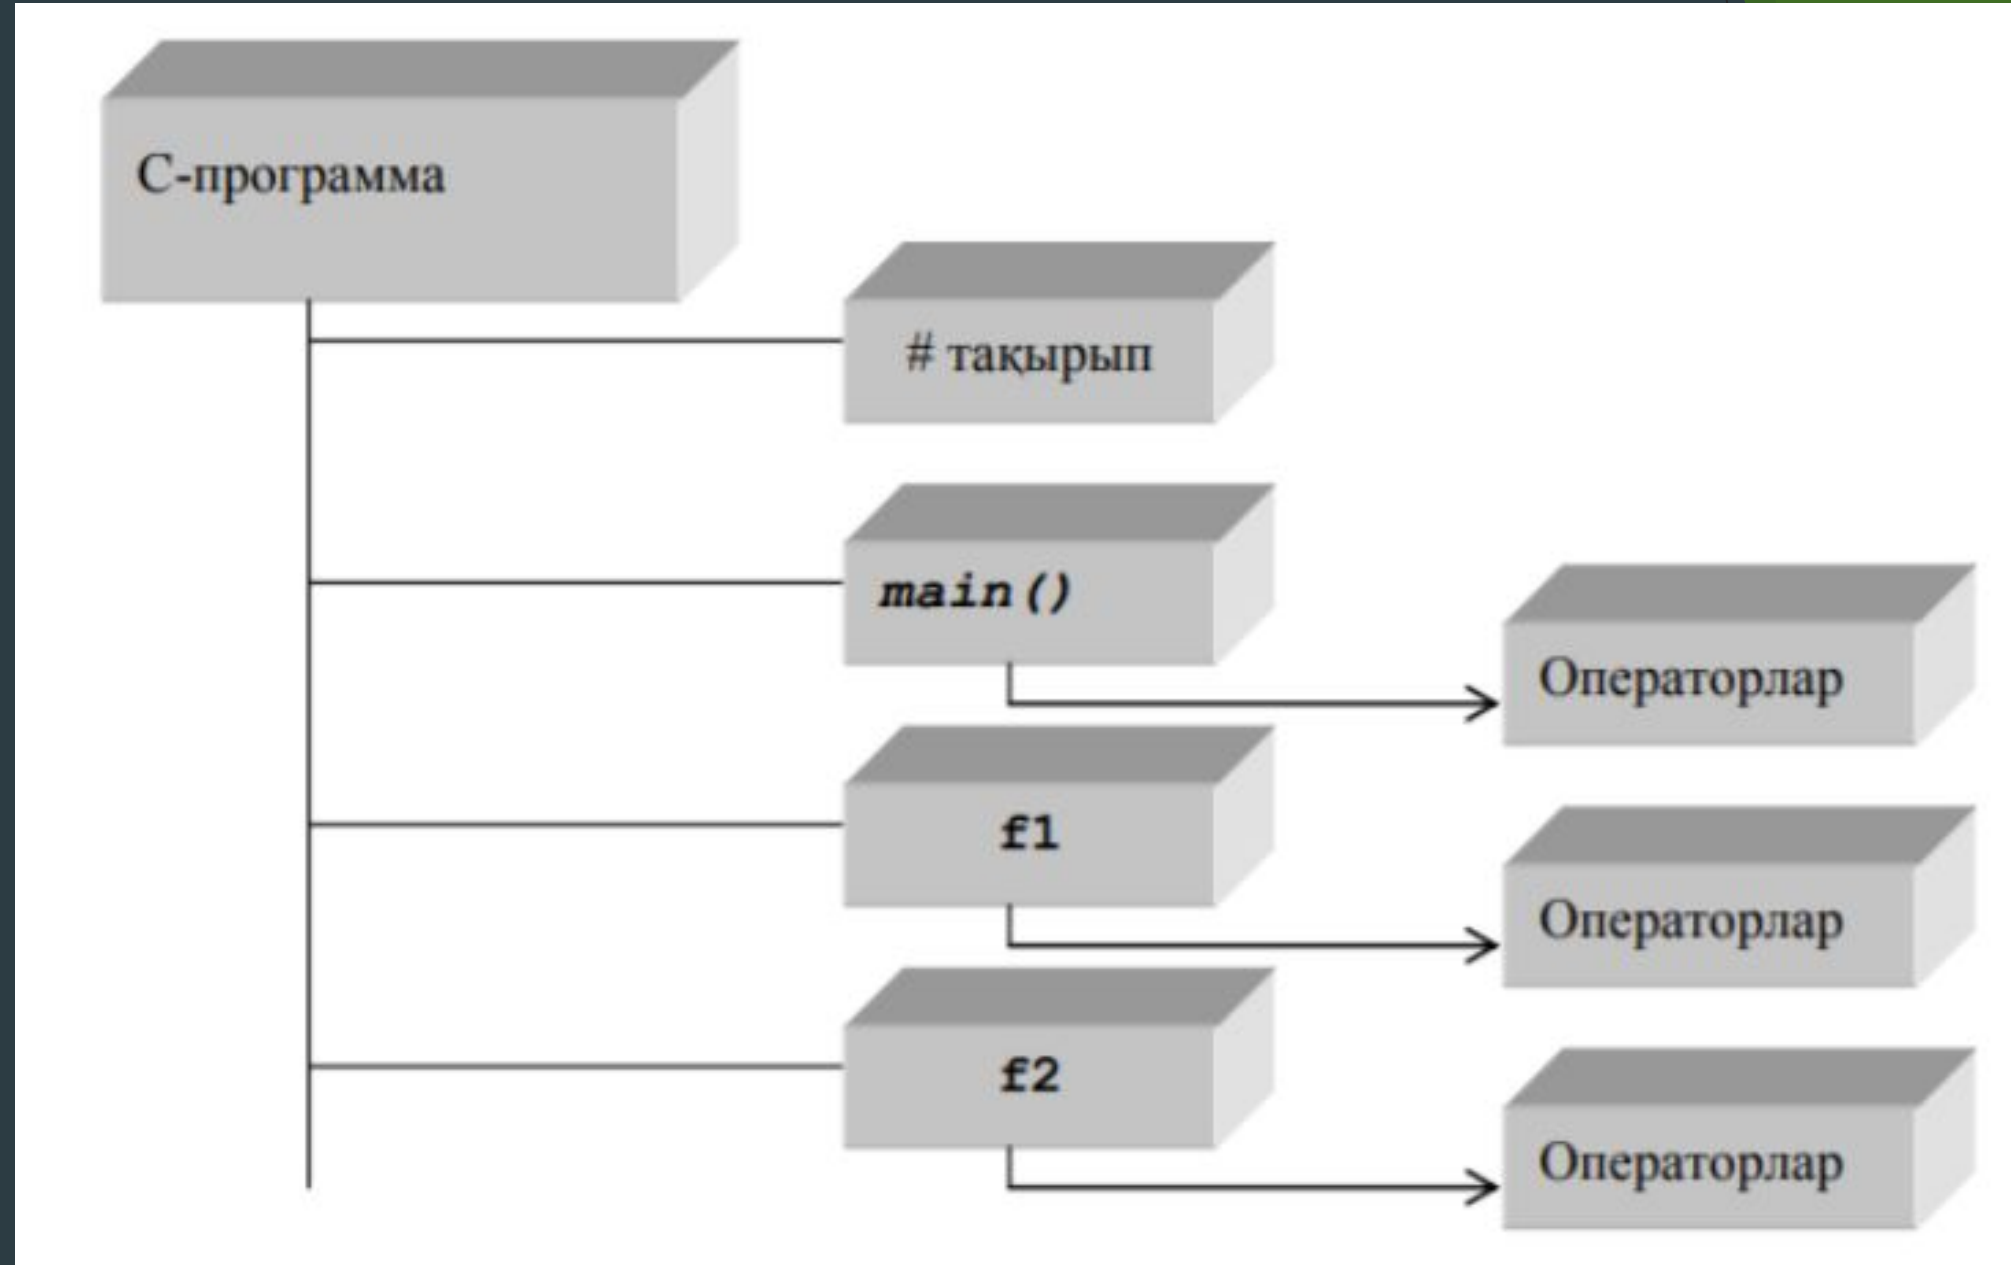 С-программа
# тақырып
main()
Операторлар
f1
Операторлар
f2
Операторлар